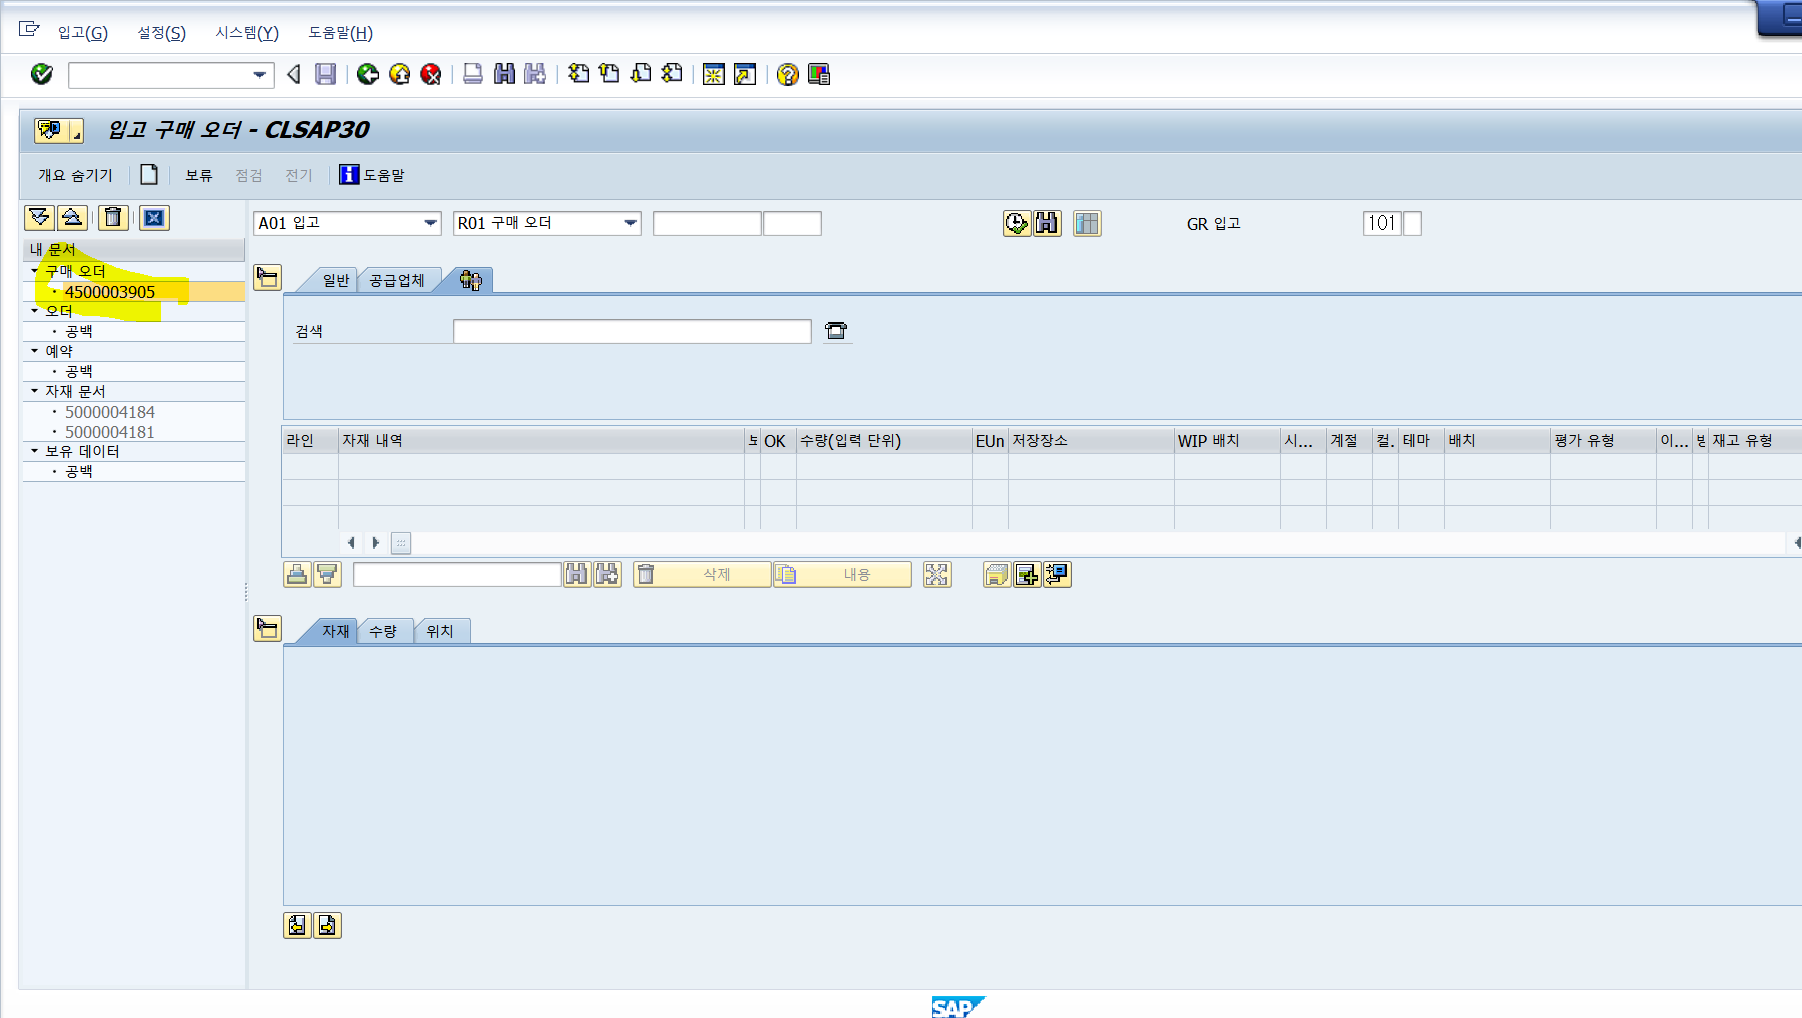 입고(G) 설정(S) 시스템(Y) 도움말(H)
입고 구매 오더 - CLSAP30
개요 숨기기 보류 점검 전기 도움말
A01 입고 R01 구매 오더 GR 입고 101
내 문서
구매 오더
4500003905
오더
공백
예약
공백
자재 문서
5000004184
5000004181
보유 데이터
공백
일반 공급업체
검색
라인 자재 내역 OK 수량(입력 단위) EUn 저장장소 WIP 배치 시... 계절 컬. 테마 배치 평가 유형 이... 재고 유형
삭제 내용
자재 수량 위치
SAP